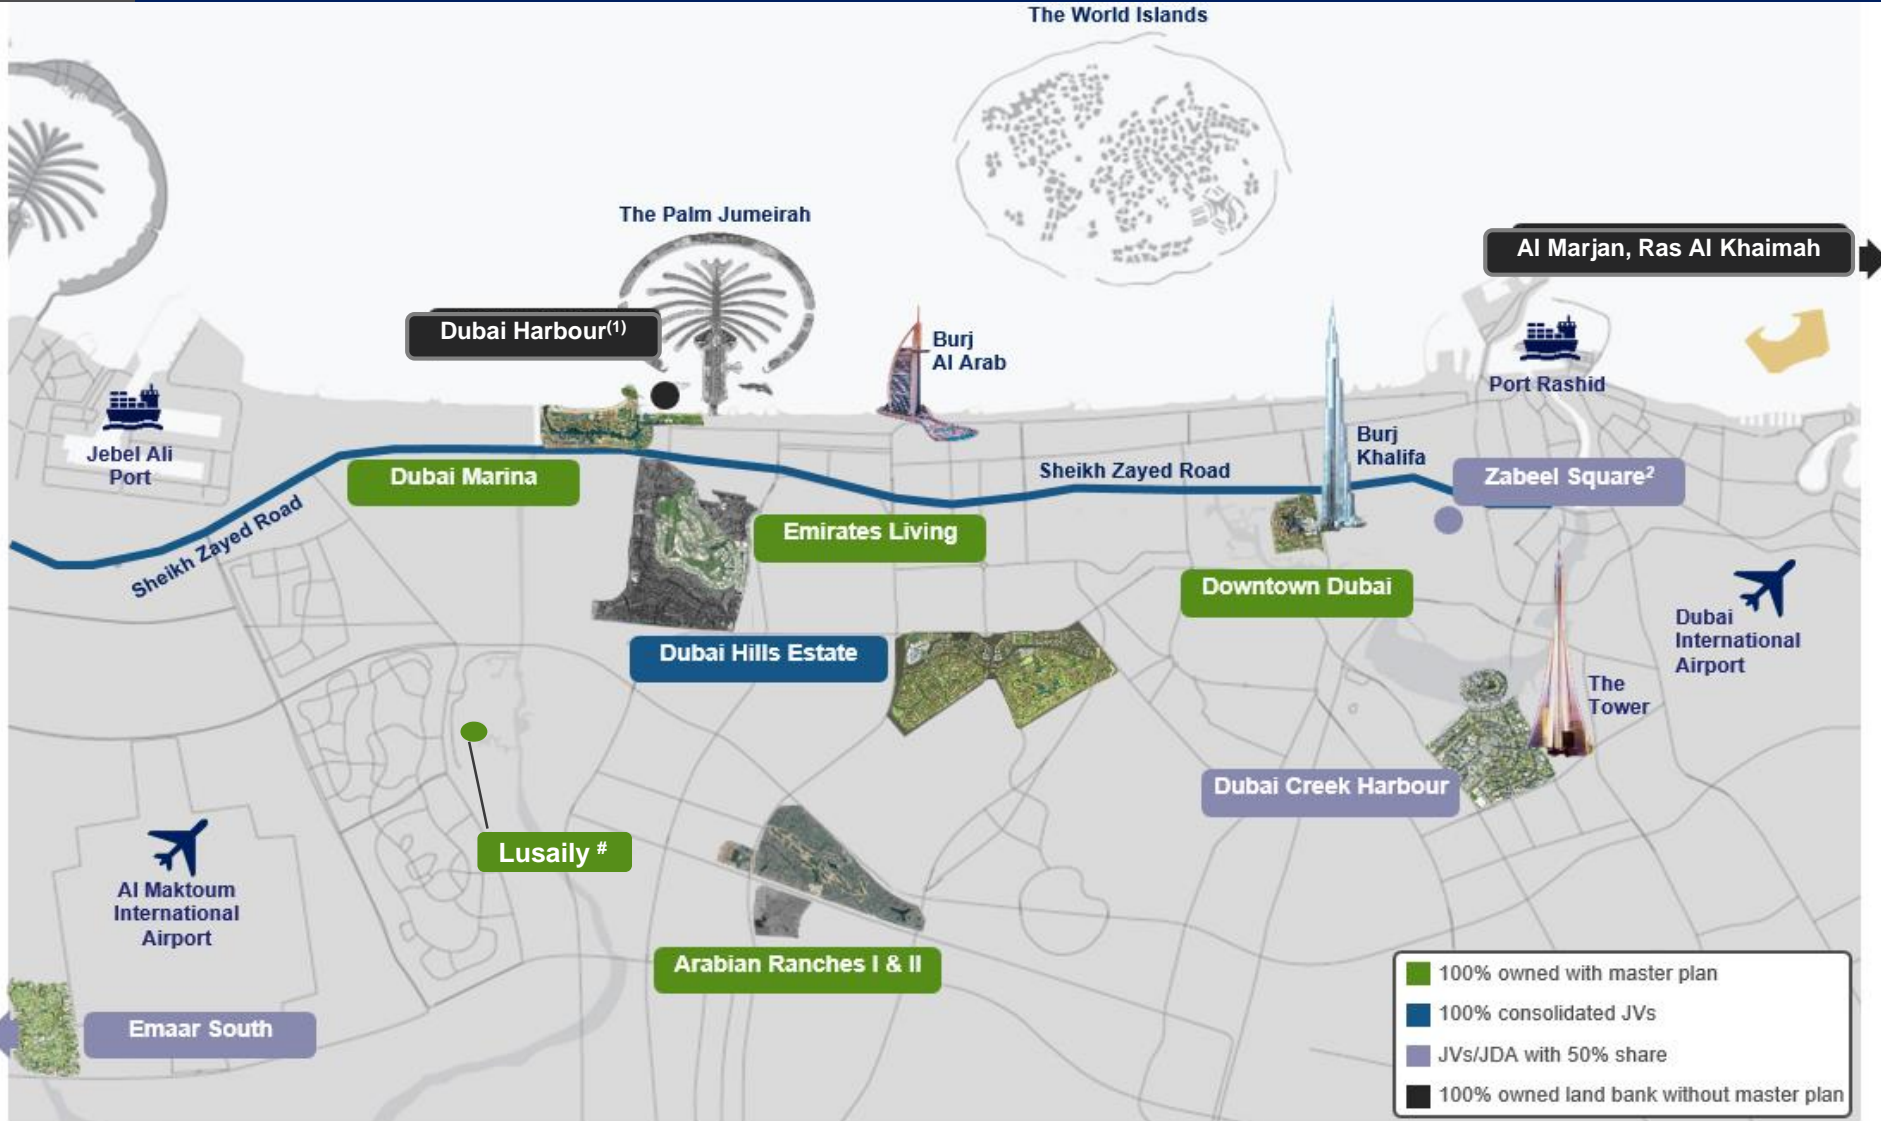 The World Islands
The Palm Jumeirah
Al Marjan, Ras Al Khaimah
Dubai Harbour(1)
Burj
Al Arab
Port Rashid
Jebel Ali
Port
Burj
Khalifa
Dubai Marina
Sheikh Zayed Road
Zabeel Square2
Sheikh Zayed Road
Emirates Living
Downtown Dubai
Dubai
International
Airport
Dubai Hills Estate
The
Tower
Dubai Creek Harbour
Lusaily #
Al Maktoum
International
Airport
Arabian Ranches I & II
Emaar South
100% owned with master plan
100% consolidated JVs
JVs/JDA with 50% share
100% owned land bank without master plan